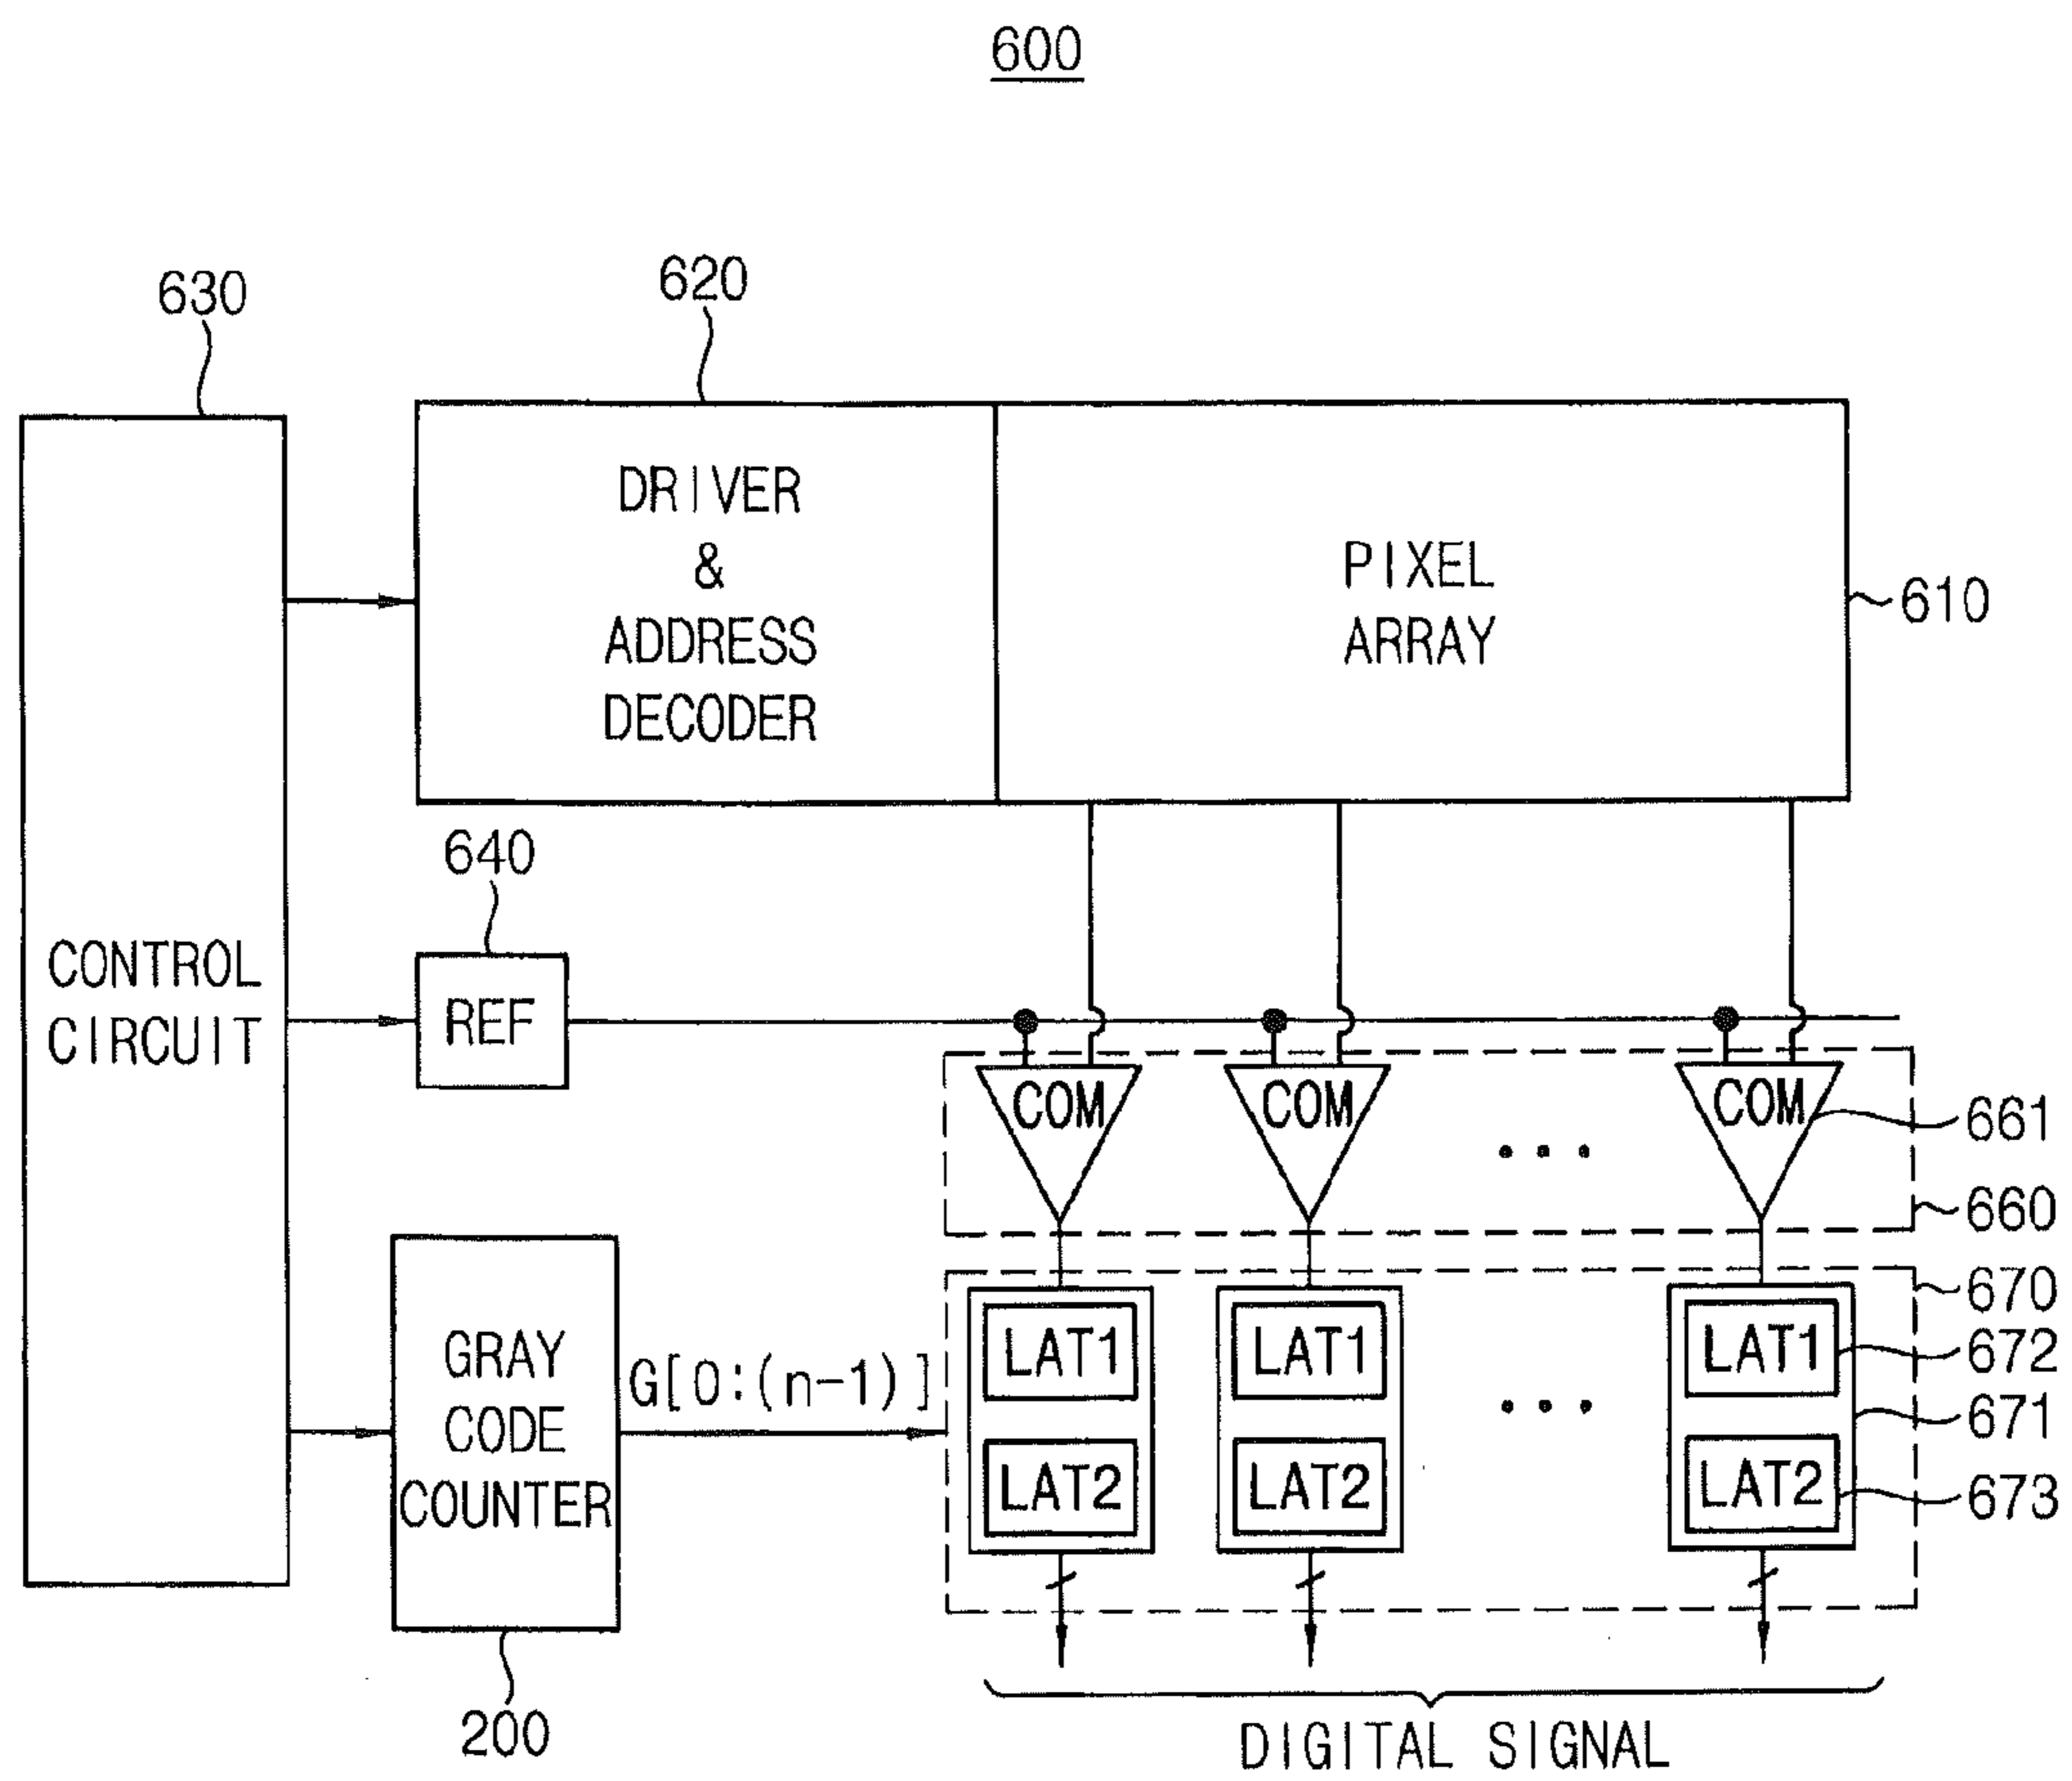 600
630
620
DRIVER
&
ADDRESS
DECODER
PIXEL
ARRAY
610
640
CONTROL
CIRCUIT
REF
COM
COM
COM
...
661
660
GRAY
CODE
COUNTER
G[0:(n-1)]
LAT1
LAT1
LAT1
LAT2
LAT2
LAT2
...
670
672
671
673
200
DIGITAL SIGNAL